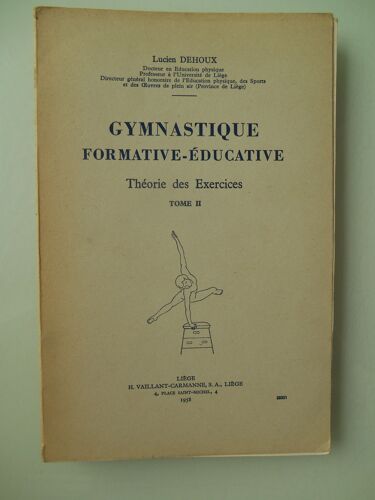 Lucien DEHOUX
Docteur en Education physique
Professeur à l'Université de Liège
Directeur général honoraire de l'Education physique, des Sports
et des Œuvres de plein air (Province de Liège)
GYMNASTIQUE
FORMATIVE-ÉDUCATIVE
Théorie des Exercices
TOME II
LIÈGE
H. VAILLANT-CARMANNE, S. A., LIÈGE
4, PLACE SAINT-MICHEL, 4
1958